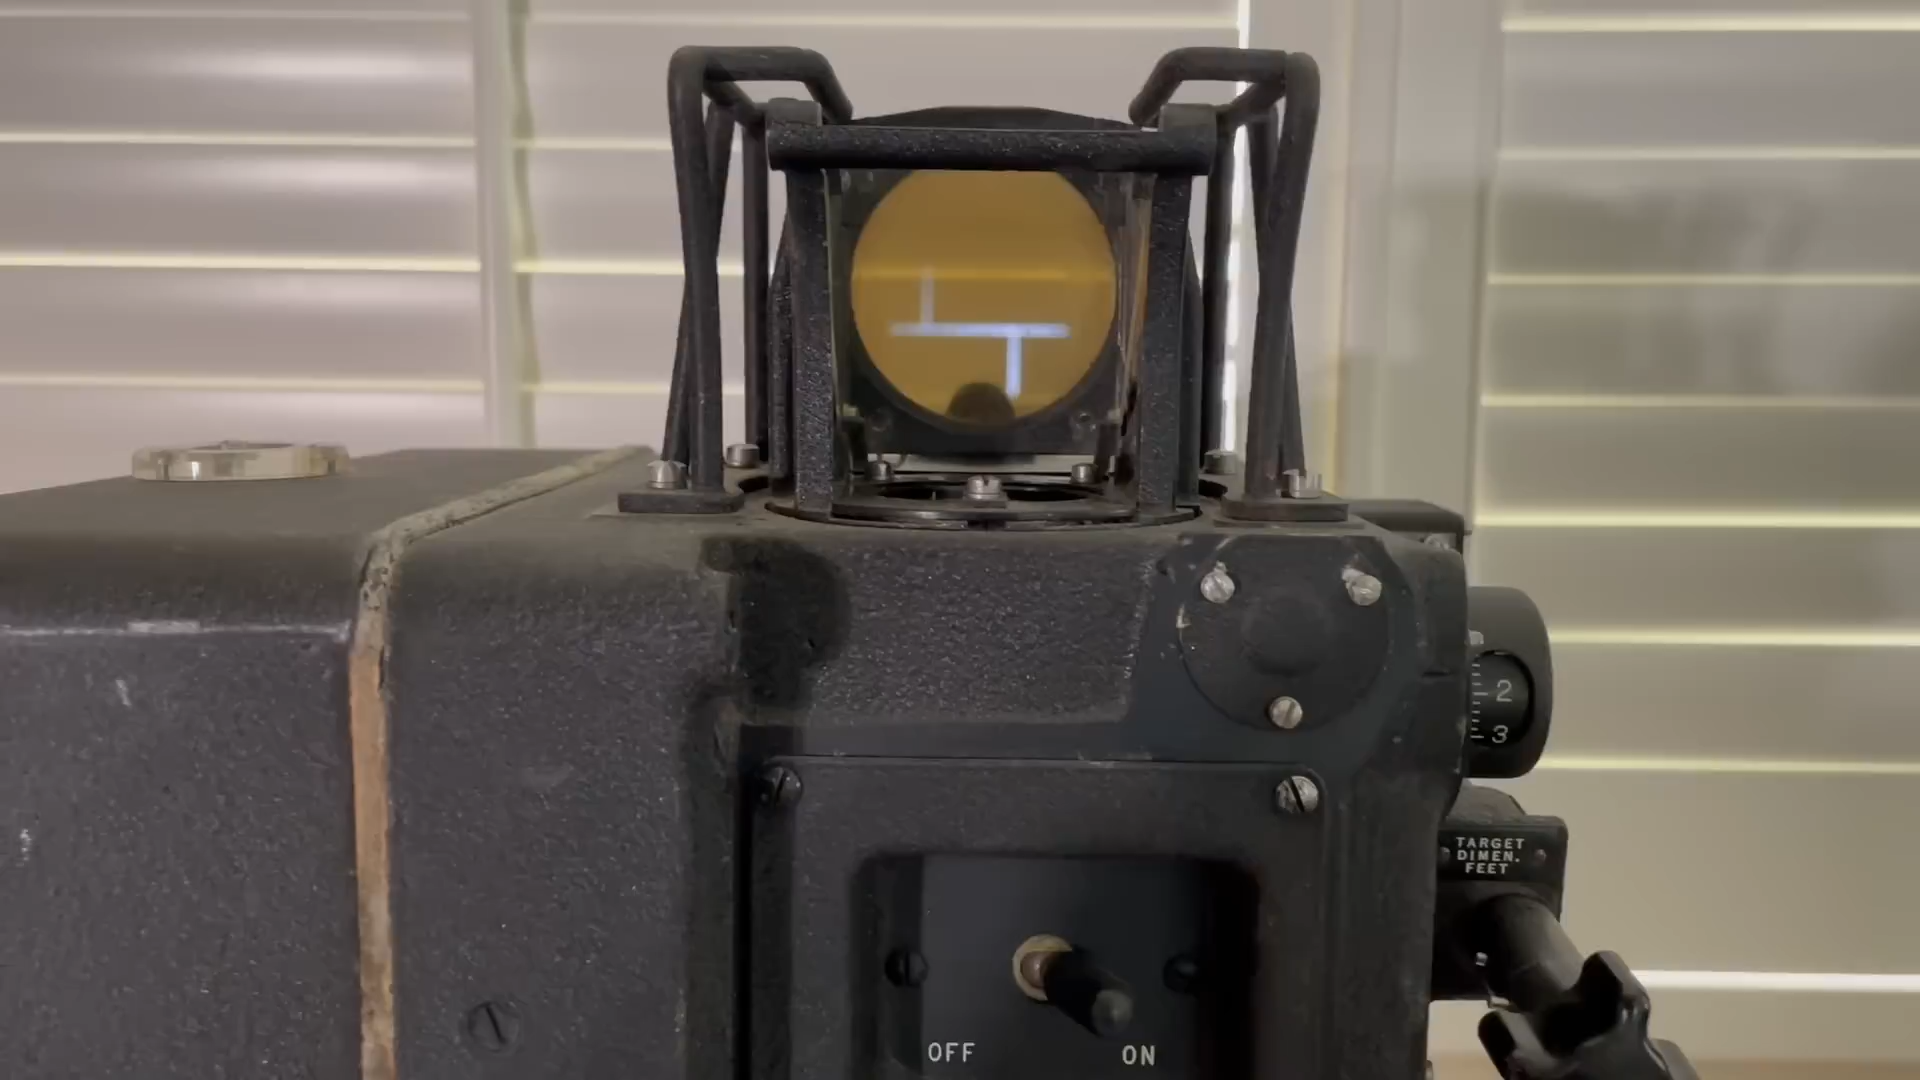 2
3
TARGET
DIMEN.
FEET
OFF ON